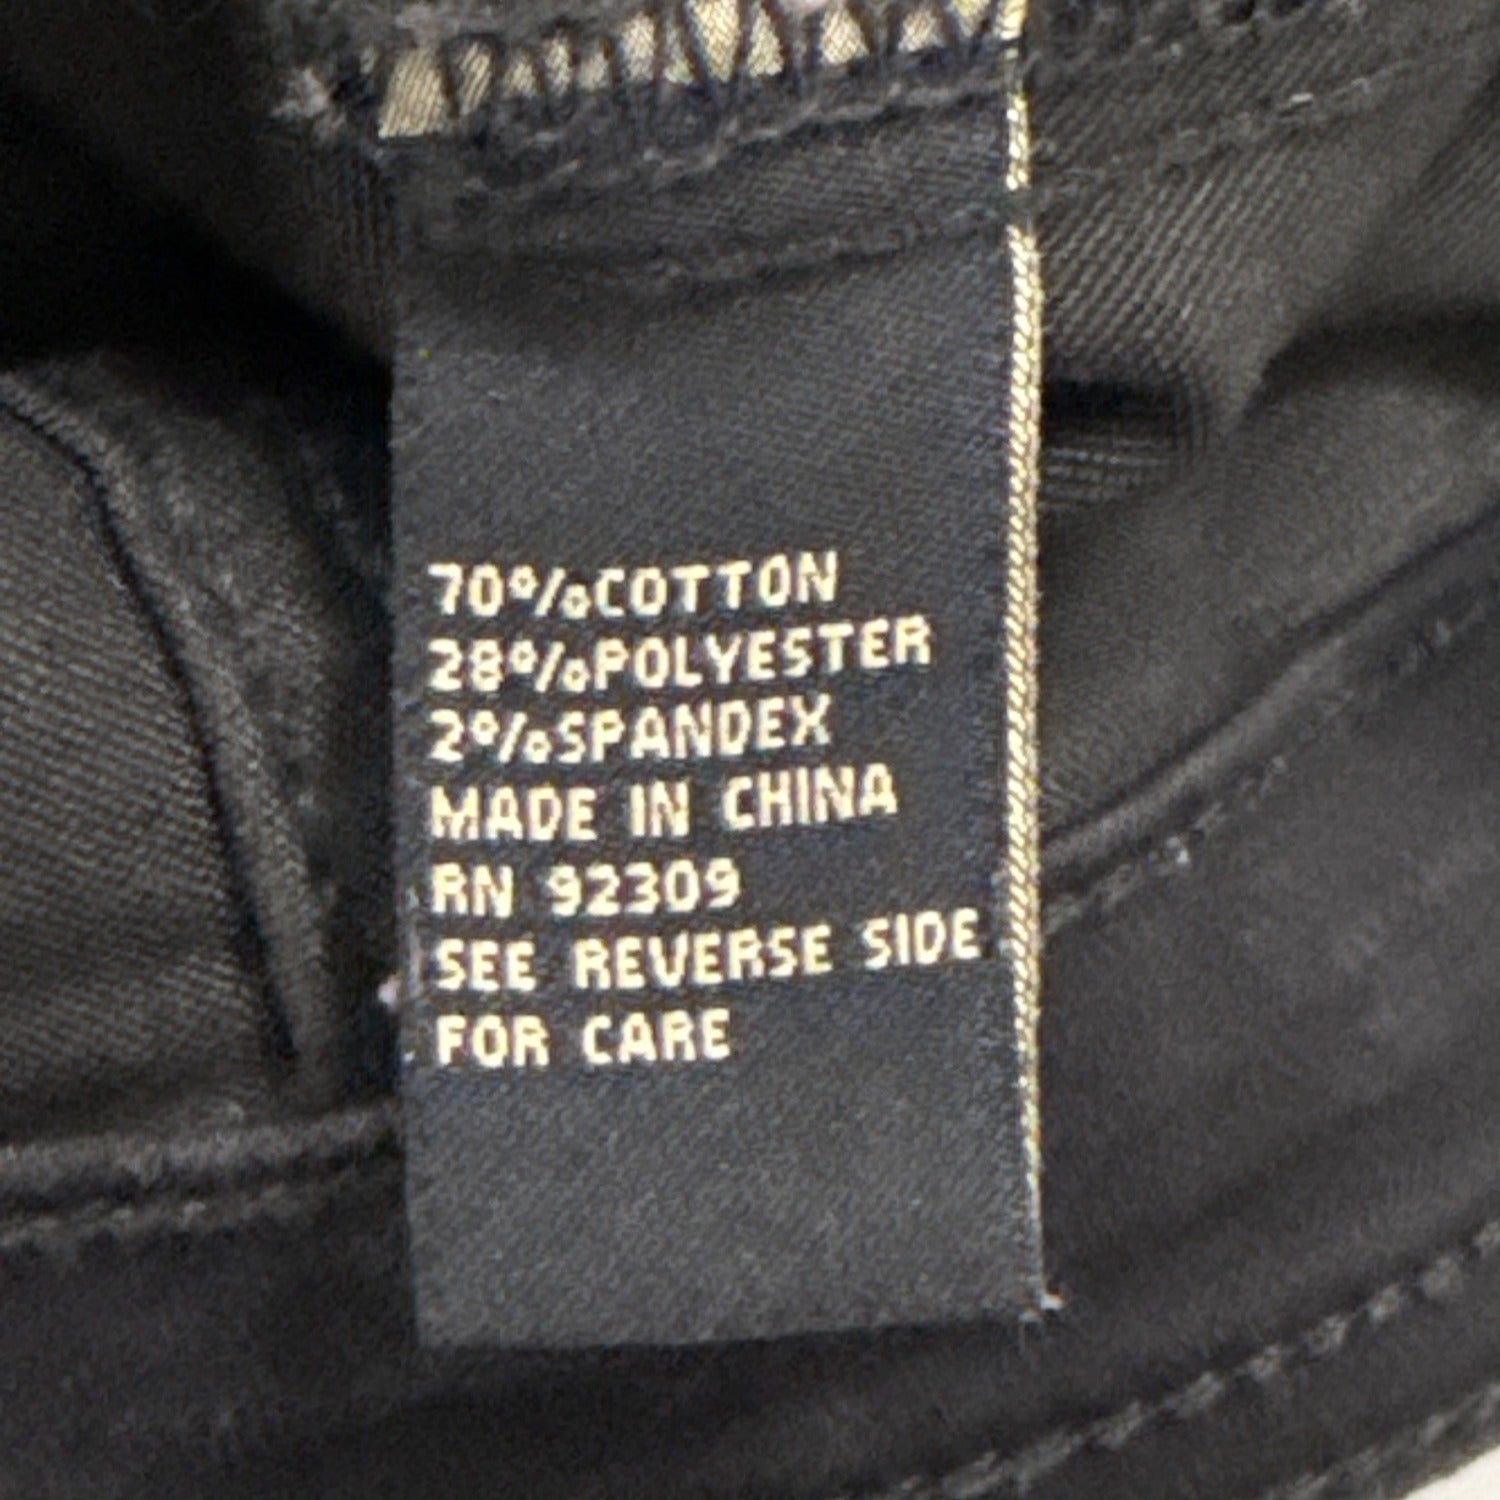 70%COTTON
28%POLYESTER
2%SPANDEX
MADE IN CHINA
RN 92309
SEE REVERSE SIDE
FOR CARE